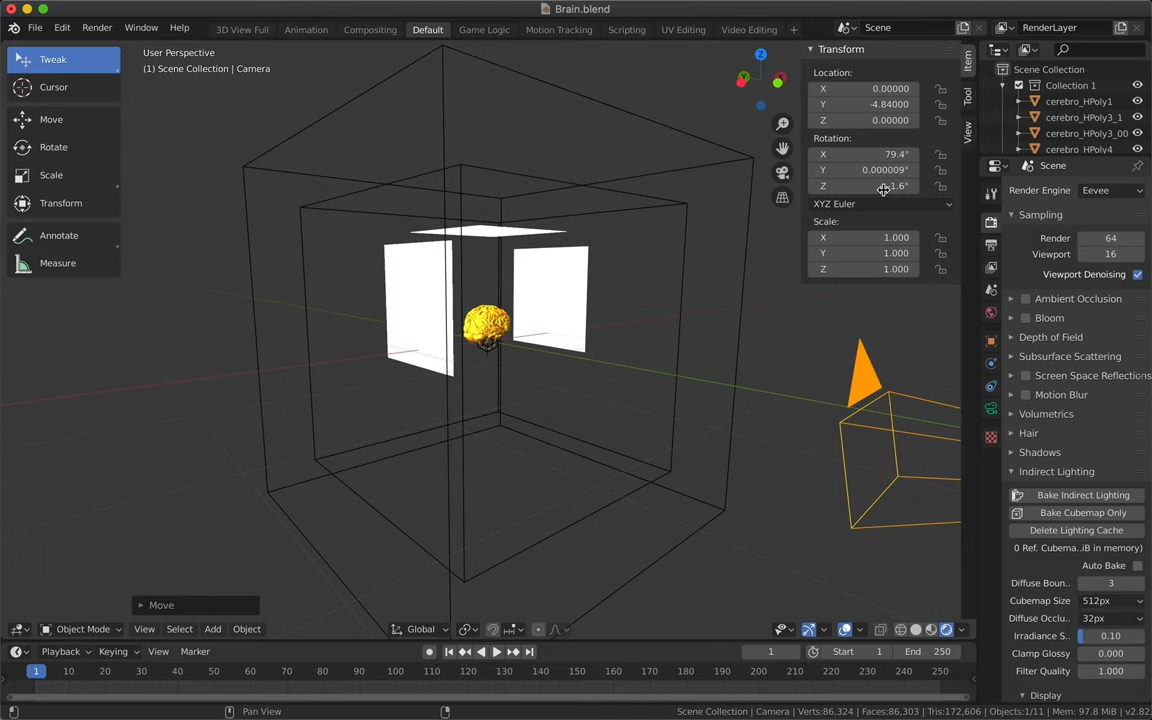 Brain.blend
File Edit Render Window Help
3D View Full Animation Compositing Default Game Logic Motion Tracking Scripting UV Editing Video Editing +
Scene
RenderLayer
Tweak
Cursor
Move
Rotate
Scale
Transform
Annotate
Measure
User Perspective
(1) Scene Collection | Camera
Z
Y
Transform
Location:
X 0.00000
Y -4.84000
Z 0.00000
Rotation:
X 79.4°
Y 0.000009°
Z 1.6°
XYZ Euler
Scale:
X 1.000
Y 1.000
Z 1.000
Item
Tool
View
Scene Collection
Collection 1
cerebro_HPoly1
cerebro_HPoly3_1
cerebro_HPoly3_00
cerebro_HPoly4
Scene
Render Engine Eevee
Sampling
Render 64
Viewport 16
Viewport Denoising
Ambient Occlusion
Bloom
Depth of Field
Subsurface Scattering
Screen Space Reflections
Motion Blur
Volumetrics
Hair
Shadows
Indirect Lighting
Bake Indirect Lighting
Bake Cubemap Only
Delete Lighting Cache
0 Ref. Cubema..iB in memory)
Auto Bake
Diffuse Boun.. 3
Cubemap Size 512px
Diffuse Occlu.. 32px
Irradiance S.. 0.10
Clamp Glossy 0.000
Filter Quality 1.000
Display
Move
Object Mode View Select Add Object Global
Playback Keying View Marker 1 Start 1 End 250
1 10 20 30 40 50 60 70 80 90 100 110 120 130 140 150 160 170 180 190 200 210 220 230 240 250
Pan View
Scene Collection | Camera | Verts:86,324 | Faces:86,303 | Tris:172,606 | Objects:1/11 | Mem: 97.8 MiB | v2.82